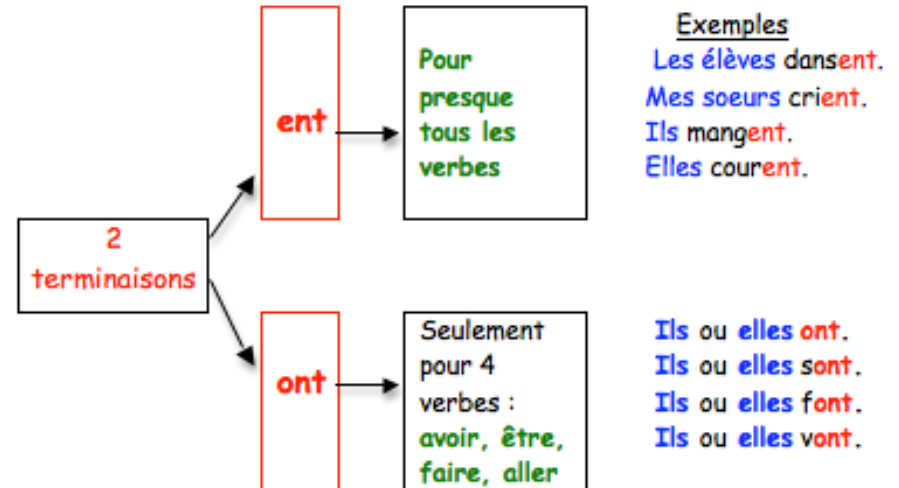 2
terminaisons
ent
Pour
presque
tous les
verbes
Exemples
Les élèves dansent.
Mes soeurs crient.
Ils mangent.
Elles courent.
ont
Seulement
pour 4
verbes :
avoir, être,
faire, aller
Ils ou elles ont.
Ils ou elles sont.
Ils ou elles font.
Ils ou elles vont.